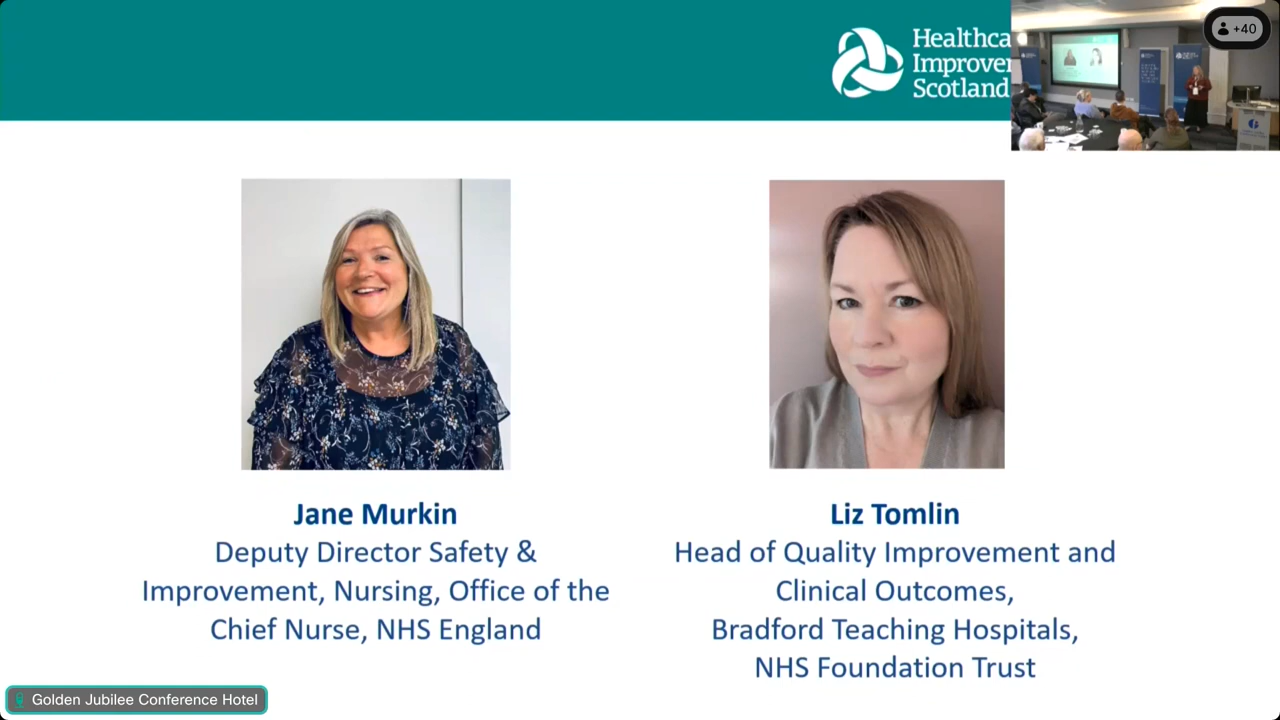 Healthca
Improver
Scotland
+40
Jane Murkin
Deputy Director Safety &
Improvement, Nursing, Office of the
Chief Nurse, NHS England
Liz Tomlin
Head of Quality Improvement and
Clinical Outcomes,
Bradford Teaching Hospitals,
NHS Foundation Trust
Golden Jubilee Conference Hotel